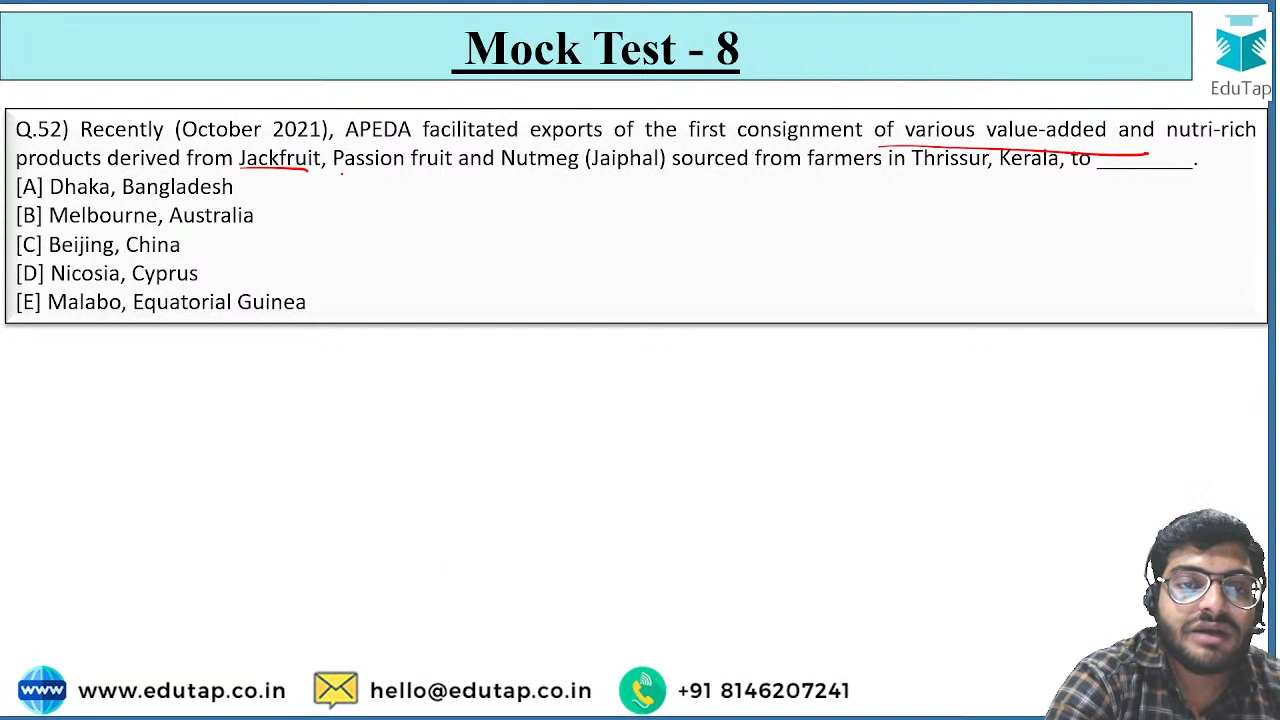 Mock Test - 8
EduTap
Q.52) Recently (October 2021), APEDA facilitated exports of the first consignment of various value-added and nutri-rich
products derived from Jackfruit, Passion fruit and Nutmeg (Jaiphal) sourced from farmers in Thrissur, Kerala, to ________.
[A] Dhaka, Bangladesh
[B] Melbourne, Australia
[C] Beijing, China
[D] Nicosia, Cyprus
[E] Malabo, Equatorial Guinea
www www.edutap.co.in hello@edutap.co.in +91 8146207241